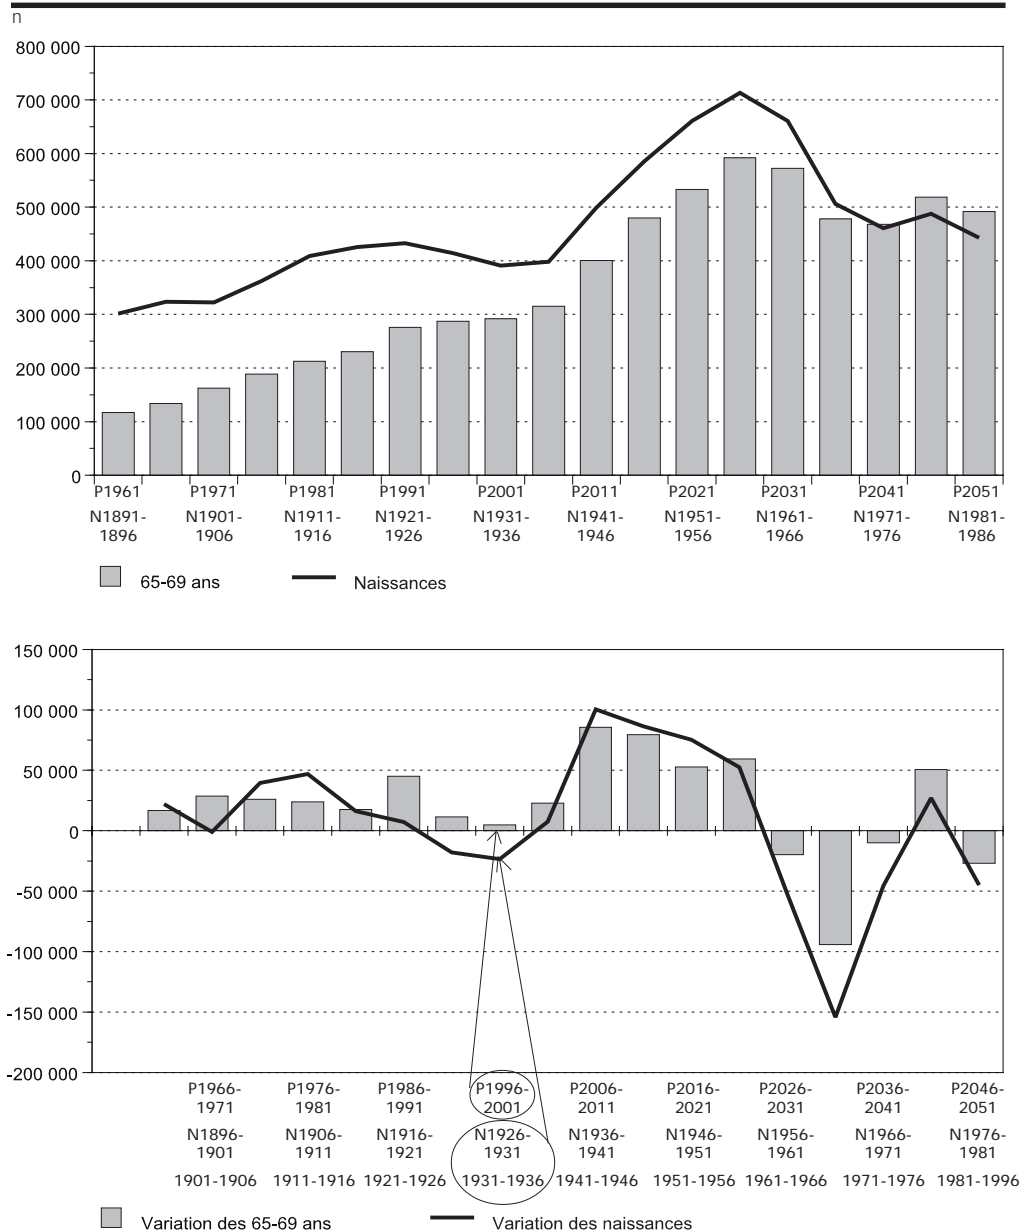 n
800 000
700 000
600 000
500 000
400 000
300 000
200 000
100 000
0
P1961 P1971 P1981 P1991 P2001 P2011 P2021 P2031 P2041 P2051
N1891- N1901- N1911- N1921- N1931- N1941- N1951- N1961- N1971- N1981-
1896 1906 1916 1926 1936 1946 1956 1966 1976 1986
65-69 ans Naissances
150 000
100 000
50 000
0
-50 000
-100 000
-150 000
-200 000
P1966- P1976- P1986- P1996- P2006- P2016- P2026- P2036- P2046-
1971 1981 1991 2001 2011 2021 2031 2041 2051
N1896- N1906- N1916- N1926- N1936- N1946- N1956- N1966- N1976-
1901 1911 1921 1931 1941 1951 1961 1971 1981
1901-1906 1911-1916 1921-1926 1931-1936 1941-1946 1951-1956 1961-1966 1971-1976 1981-1996
Variation des 65-69 ans Variation des naissances